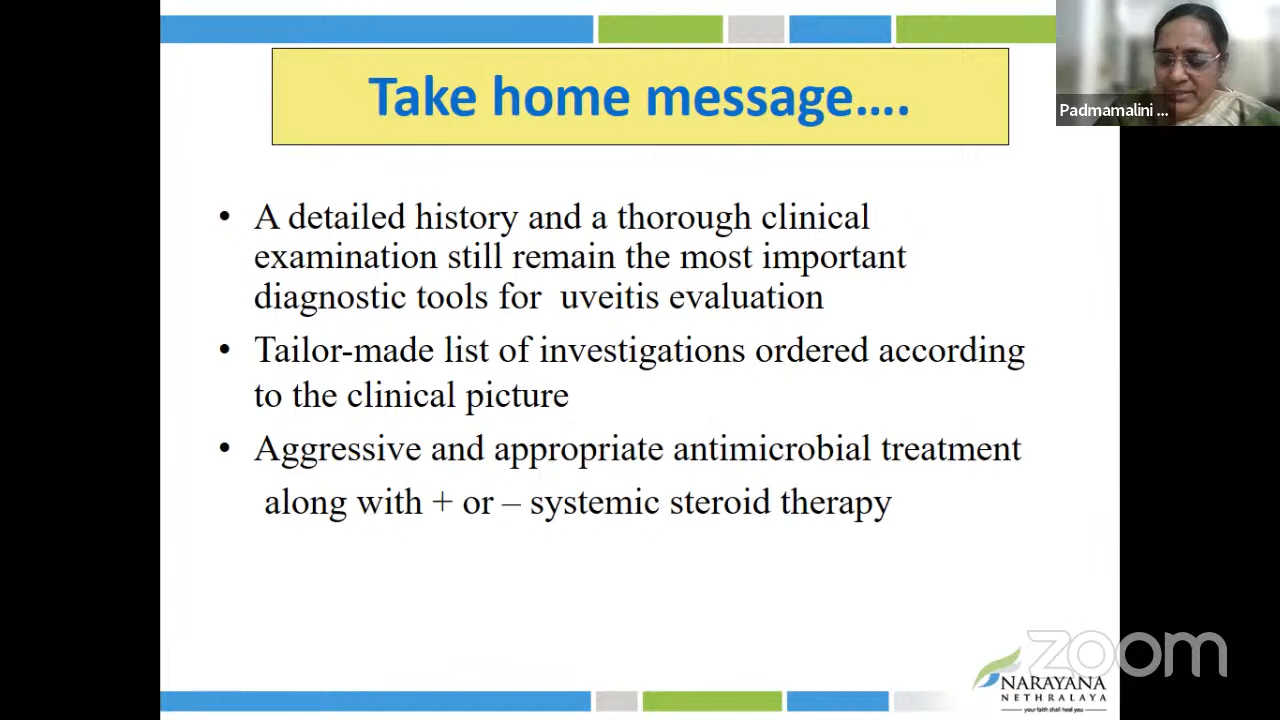 Take home message….
Padmamalini ...
• A detailed history and a thorough clinical
examination still remain the most important
diagnostic tools for  uveitis evaluation
• Tailor-made list of investigations ordered according
to the clinical picture
• Aggressive and appropriate antimicrobial treatment
along with + or – systemic steroid therapy
zoom
NARAYANA
NETHRALAYA
your faith shall heal you